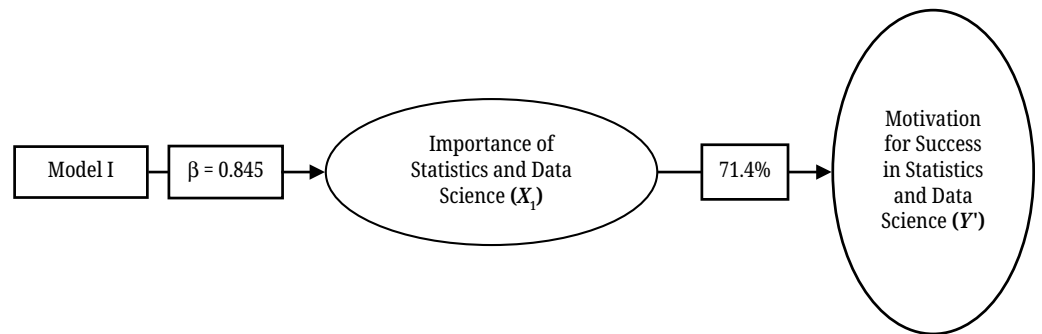 Model I
β = 0.845
Importance of
Statistics and Data
Science (X₁)
71.4%
Motivation
for Success
in Statistics
and Data
Science (Y')